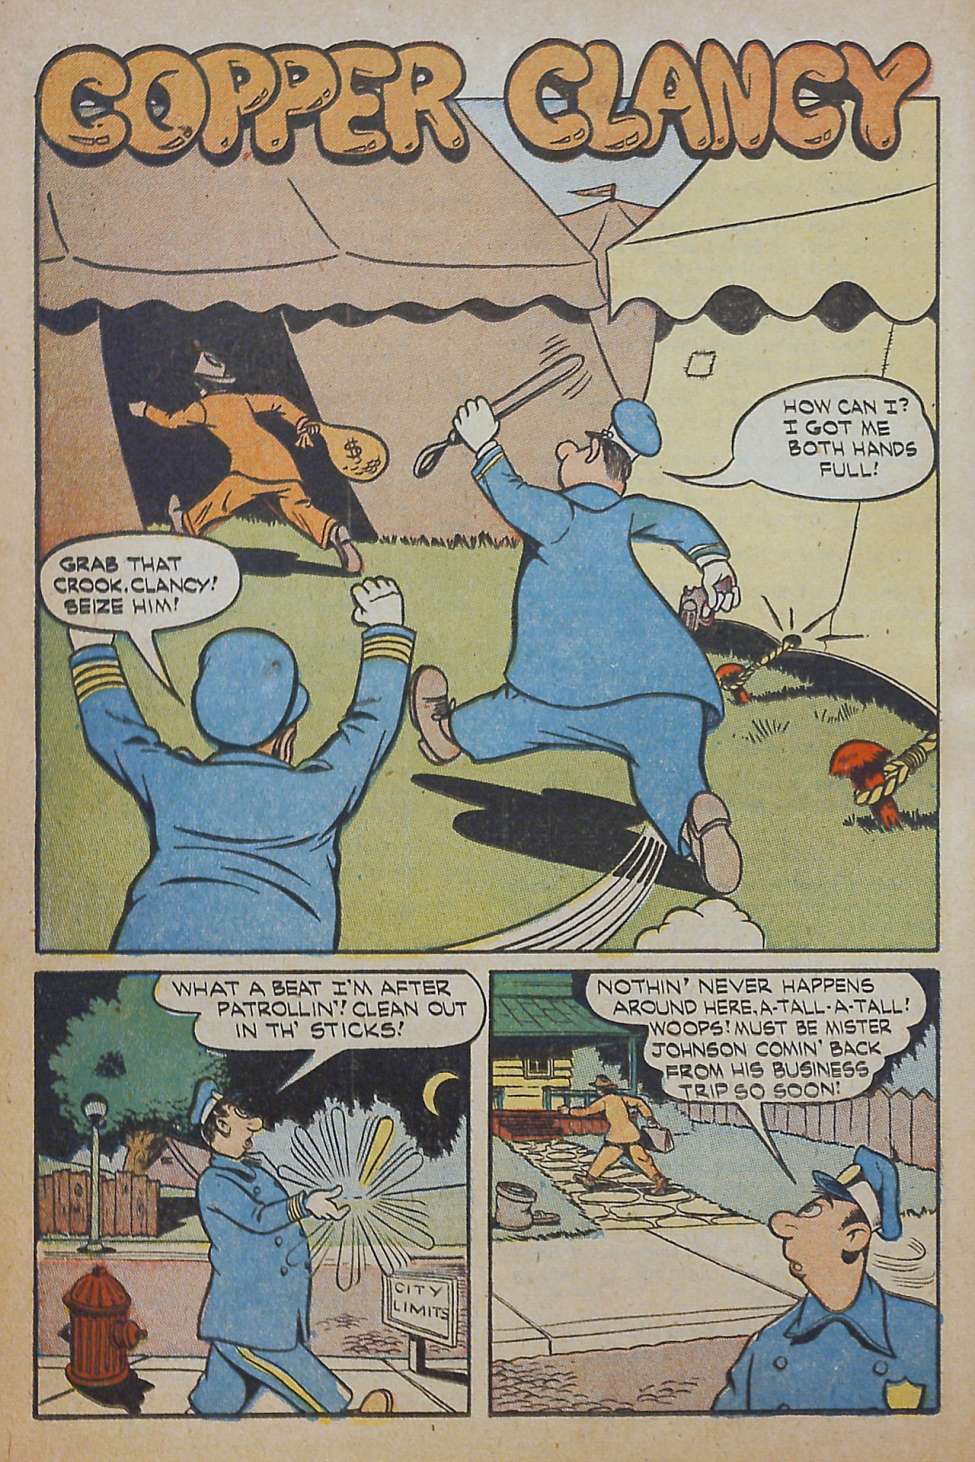 COPPER CLANCY
HOW CAN I?
I GOT ME
BOTH HANDS
FULL!
$
GRAB THAT
CROOK, CLANCY!
SEIZE HIM!
WHAT A BEAT I'M AFTER
PATROLLIN'! CLEAN OUT
IN TH' STICKS!
CITY
LIMITS
NOTHIN' NEVER HAPPENS
AROUND HERE, A-TALL-A-TALL!
WOOPS! MUST BE MISTER
JOHNSON COMIN' BACK
FROM HIS BUSINESS
TRIP SO SOON!